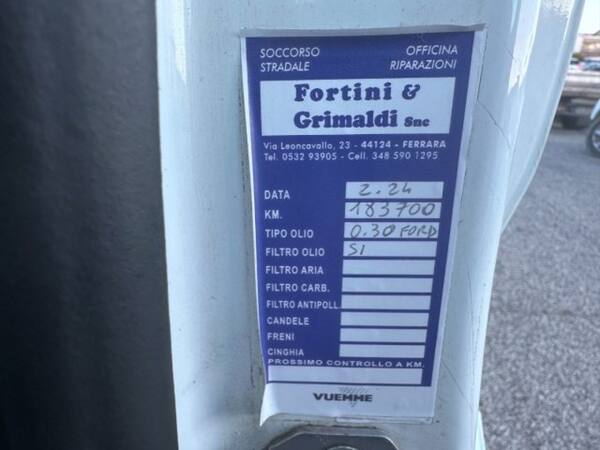 SOCCORSO OFFICINA
STRADALE RIPARAZIONI
Fortini &
Grimaldi Snc
Via Leoncavallo, 23 - 44124 - FERRARA
Tel. 0532 93905 - Cell. 348 590 1295
DATA 2.24
KM. 183700
TIPO OLIO 0.30 FORD
FILTRO OLIO SI
FILTRO ARIA
FILTRO CARB.
FILTRO ANTIPOLL.
CANDELE
FRENI
CINGHIA
PROSSIMO CONTROLLO A KM.
VUEMME